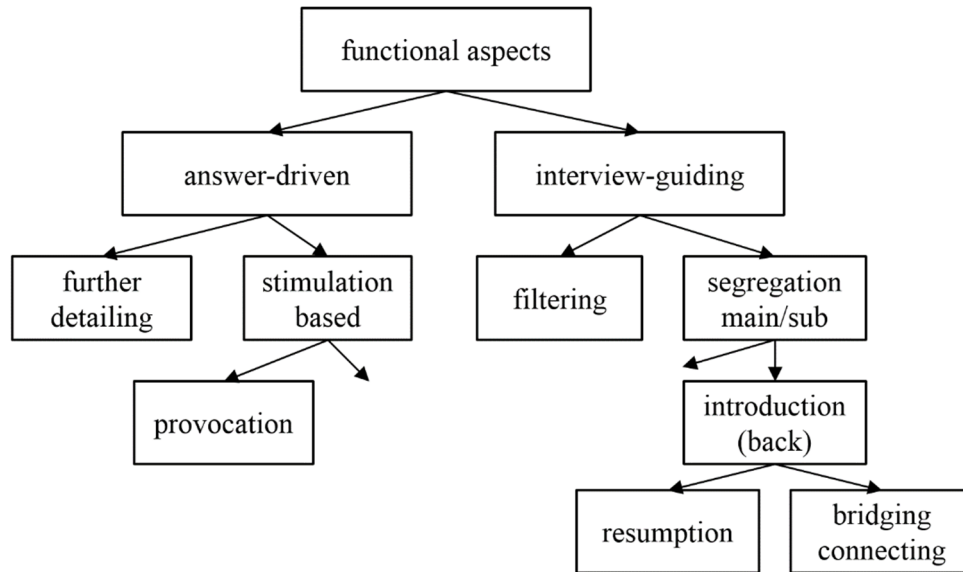 functional aspects
answer-driven
interview-guiding
further
detailing
stimulation
based
filtering
segregation
main/sub
provocation
introduction
(back)
resumption
bridging
connecting